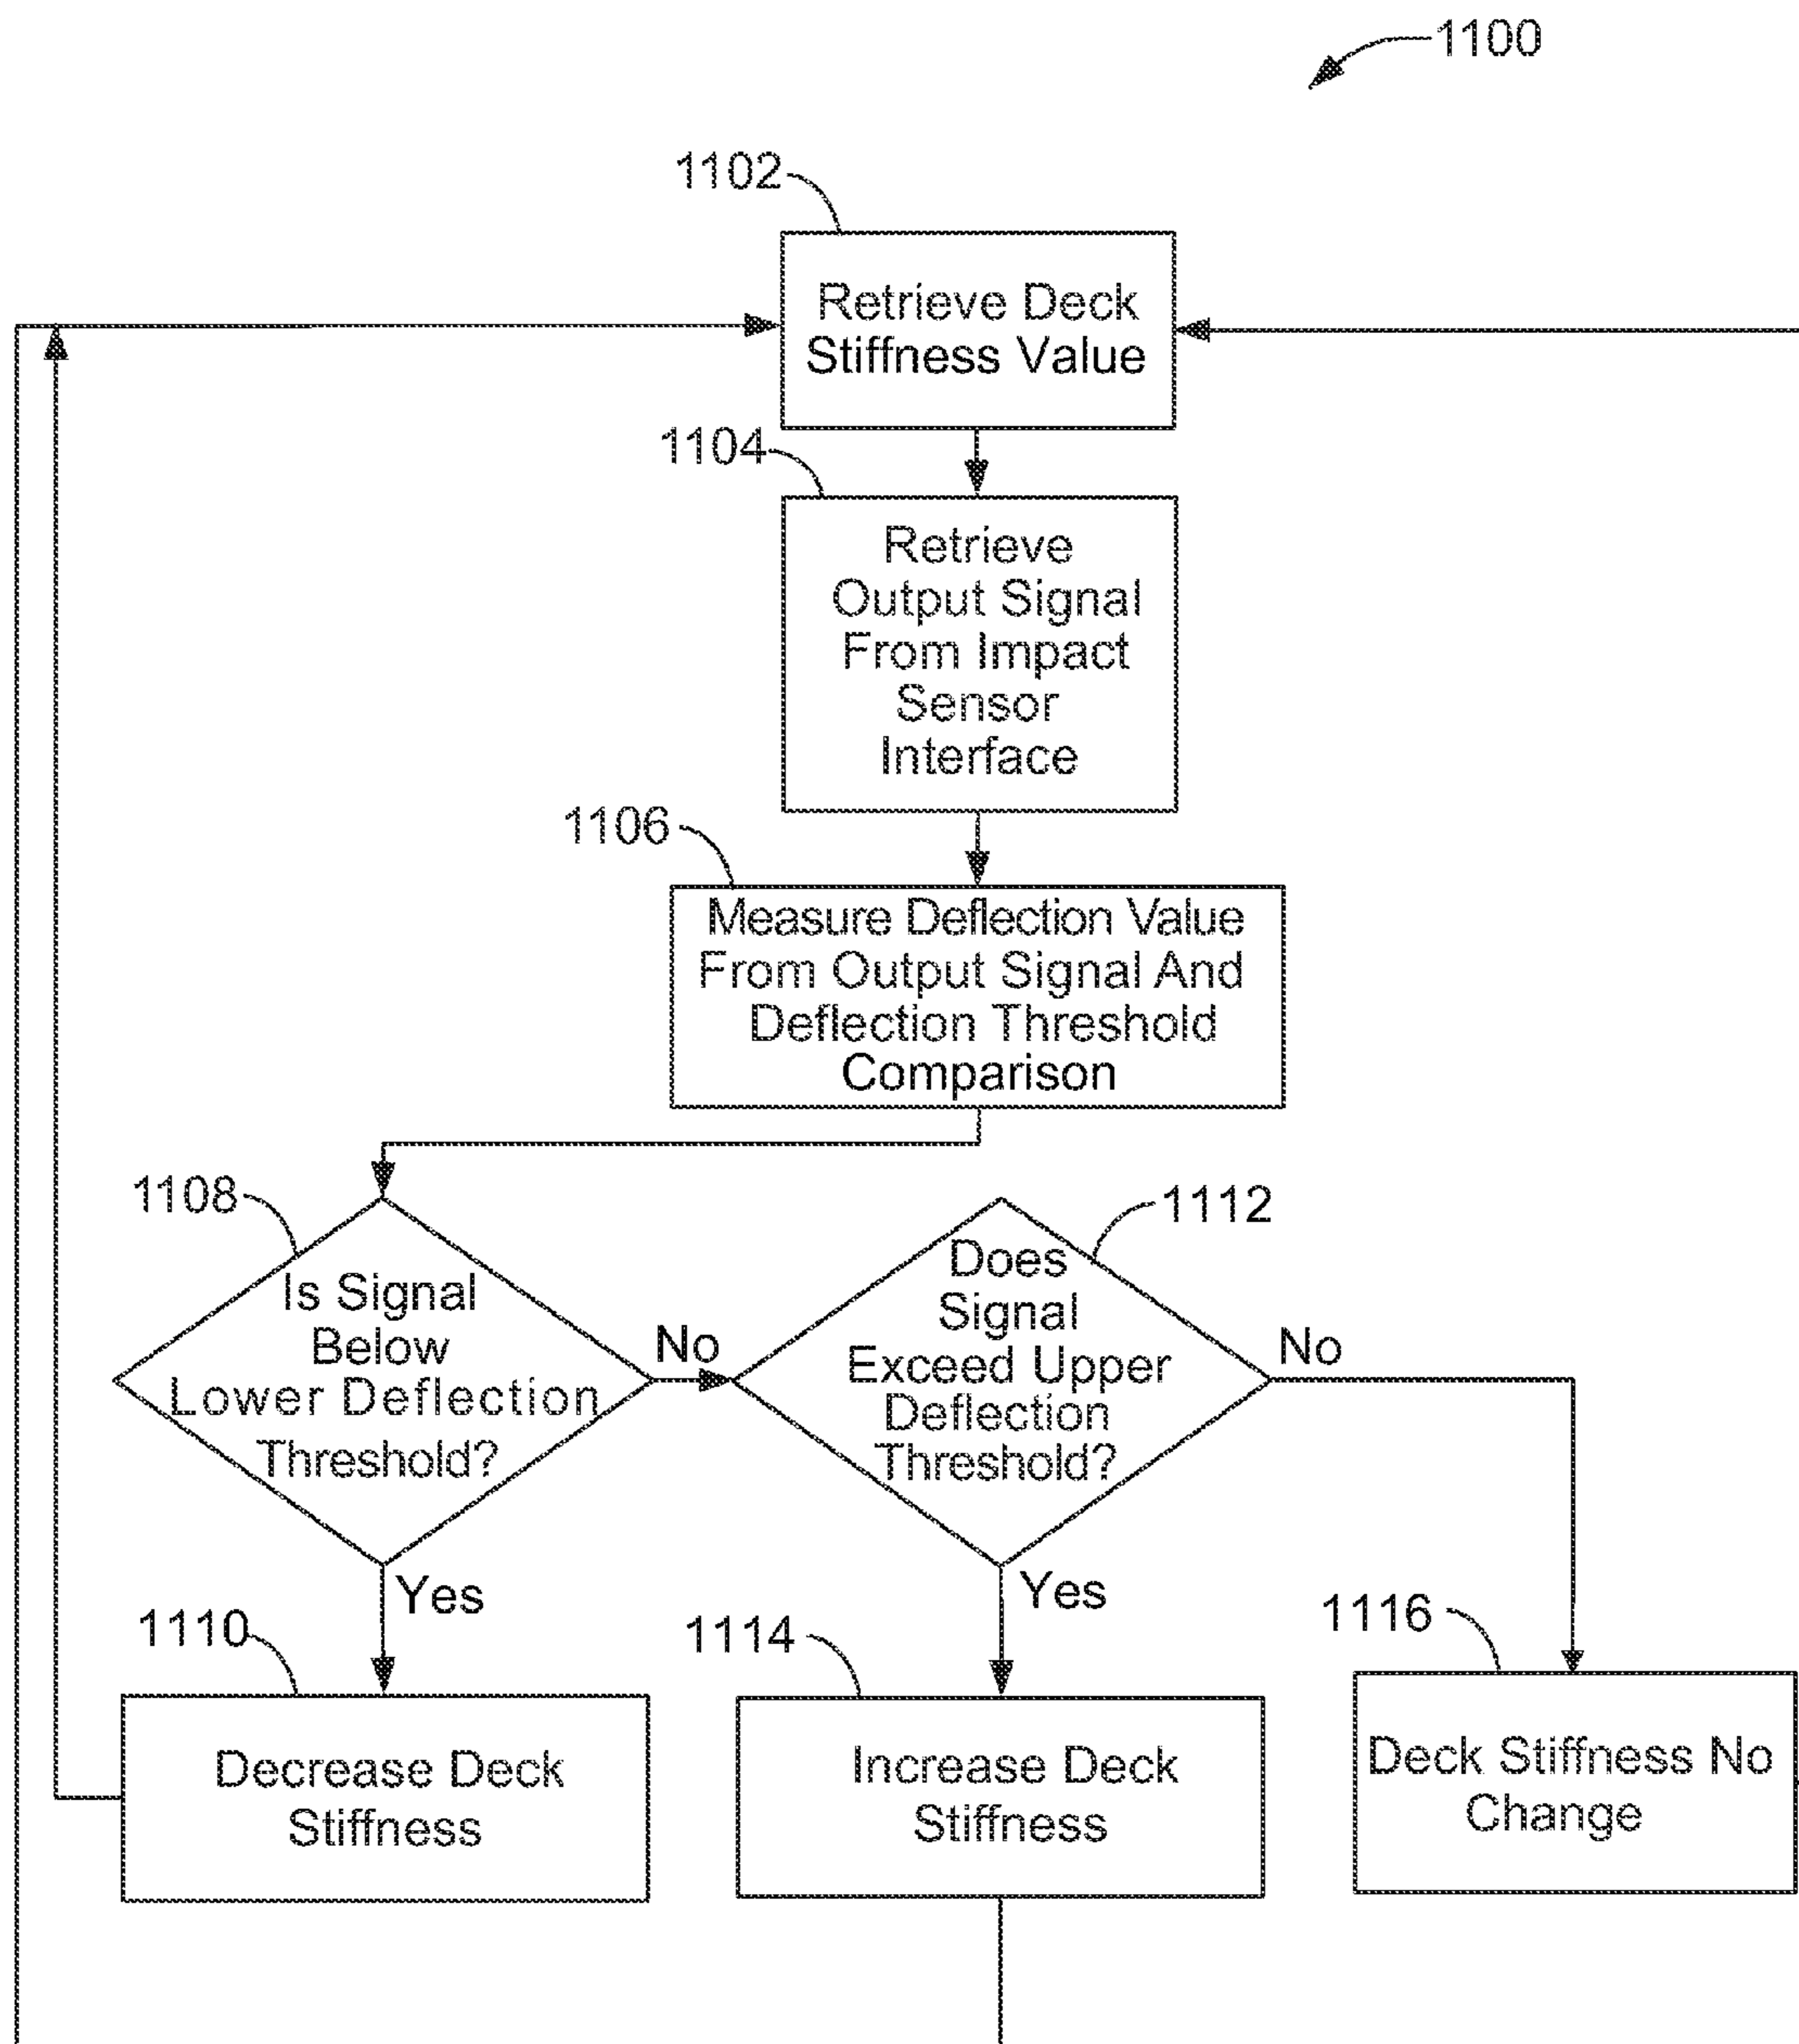 1100
1102
Retrieve Deck
Stiffness Value
1104
Retrieve
Output Signal
From Impact
Sensor
Interface
1106
Measure Deflection Value
From Output Signal And
Deflection Threshold
Comparison
1108
Is Signal
Below
Lower Deflection
Threshold?
No
1112
Does
Signal
Exceed Upper
Deflection
Threshold?
No
Yes
Yes
1110
Decrease Deck
Stiffness
1114
Increase Deck
Stiffness
1116
Deck Stiffness No
Change